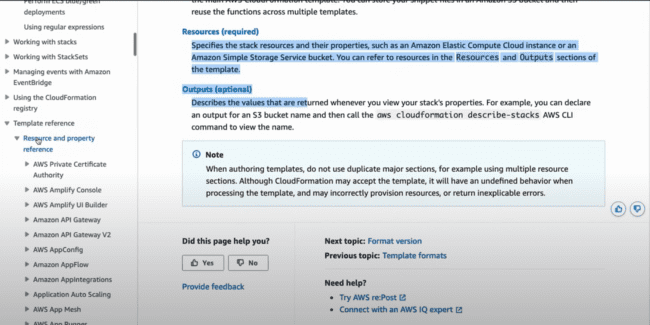 Perform ECS blue/green
deployments
Using regular expressions
Working with stacks
Working with StackSets
Managing events with Amazon
EventBridge
Using the CloudFormation
registry
Template reference
Resource and property
reference
AWS Private Certificate
Authority
AWS Amplify Console
AWS Amplify UI Builder
Amazon API Gateway
Amazon API Gateway V2
AWS AppConfig
Amazon AppFlow
Amazon AppIntegrations
Application Auto Scaling
AWS App Mesh
AWS App Runner
reuse the functions across multiple templates.
Resources (required)
Specifies the stack resources and their properties, such as an Amazon Elastic Compute Cloud instance or an
Amazon Simple Storage Service bucket. You can refer to resources in the Resources and Outputs sections of
the template.
Outputs (optional)
Describes the values that are returned whenever you view your stack's properties. For example, you can declare
an output for an S3 bucket name and then call the aws cloudformation describe-stacks AWS CLI
command to view the name.
Note
When authoring templates, do not use duplicate major sections, for example using multiple resource
sections. Although CloudFormation may accept the template, it will have an undefined behavior when
processing the template, and may incorrectly provision resources, or return inexplicable errors.
Did this page help you?
Yes
No
Provide feedback
Next topic: Format version
Previous topic: Template formats
Need help?
Try AWS re:Post
Connect with an AWS IQ expert